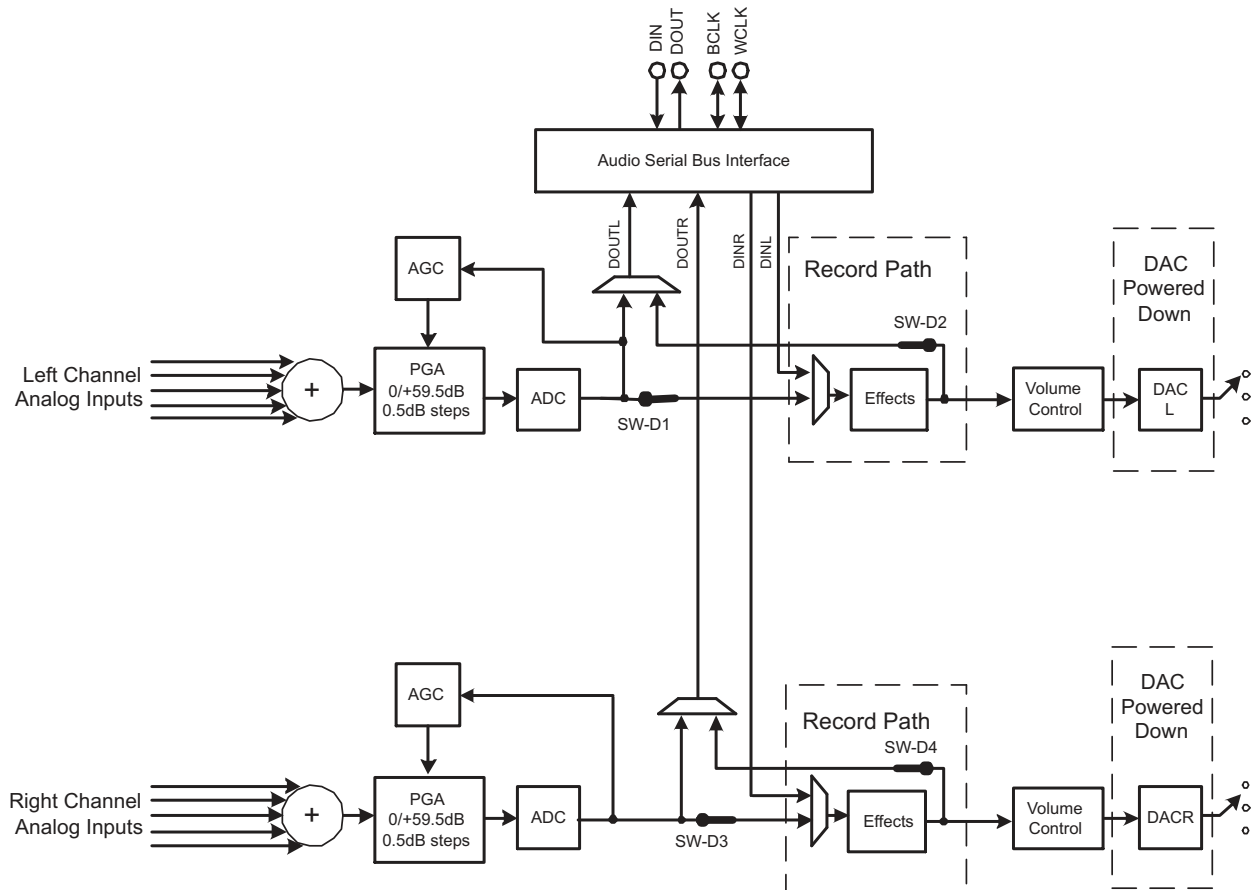 DIN
DOUT
BCLK
WCLK
Audio Serial Bus Interface
DOUTL
DOUTR
DINR
DINL
Record Path
DAC
Powered
Down
AGC
SW-D2
Left Channel
Analog Inputs
+
PGA
0/+59.5dB
0.5dB steps
ADC
SW-D1
Effects
Volume
Control
DAC
L
AGC
Record Path
DAC
Powered
Down
SW-D4
Right Channel
Analog Inputs
+
PGA
0/+59.5dB
0.5dB steps
ADC
SW-D3
Effects
Volume
Control
DACR